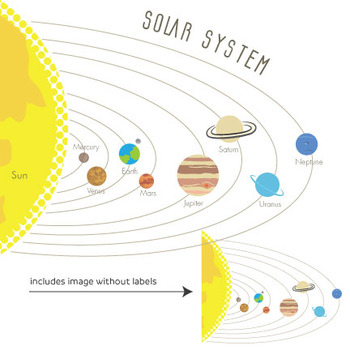 SOLAR SYSTEM
Mercury
Saturn
Neptune
Sun
Venus
Earth
Mars
Jupiter
Uranus
includes image without labels